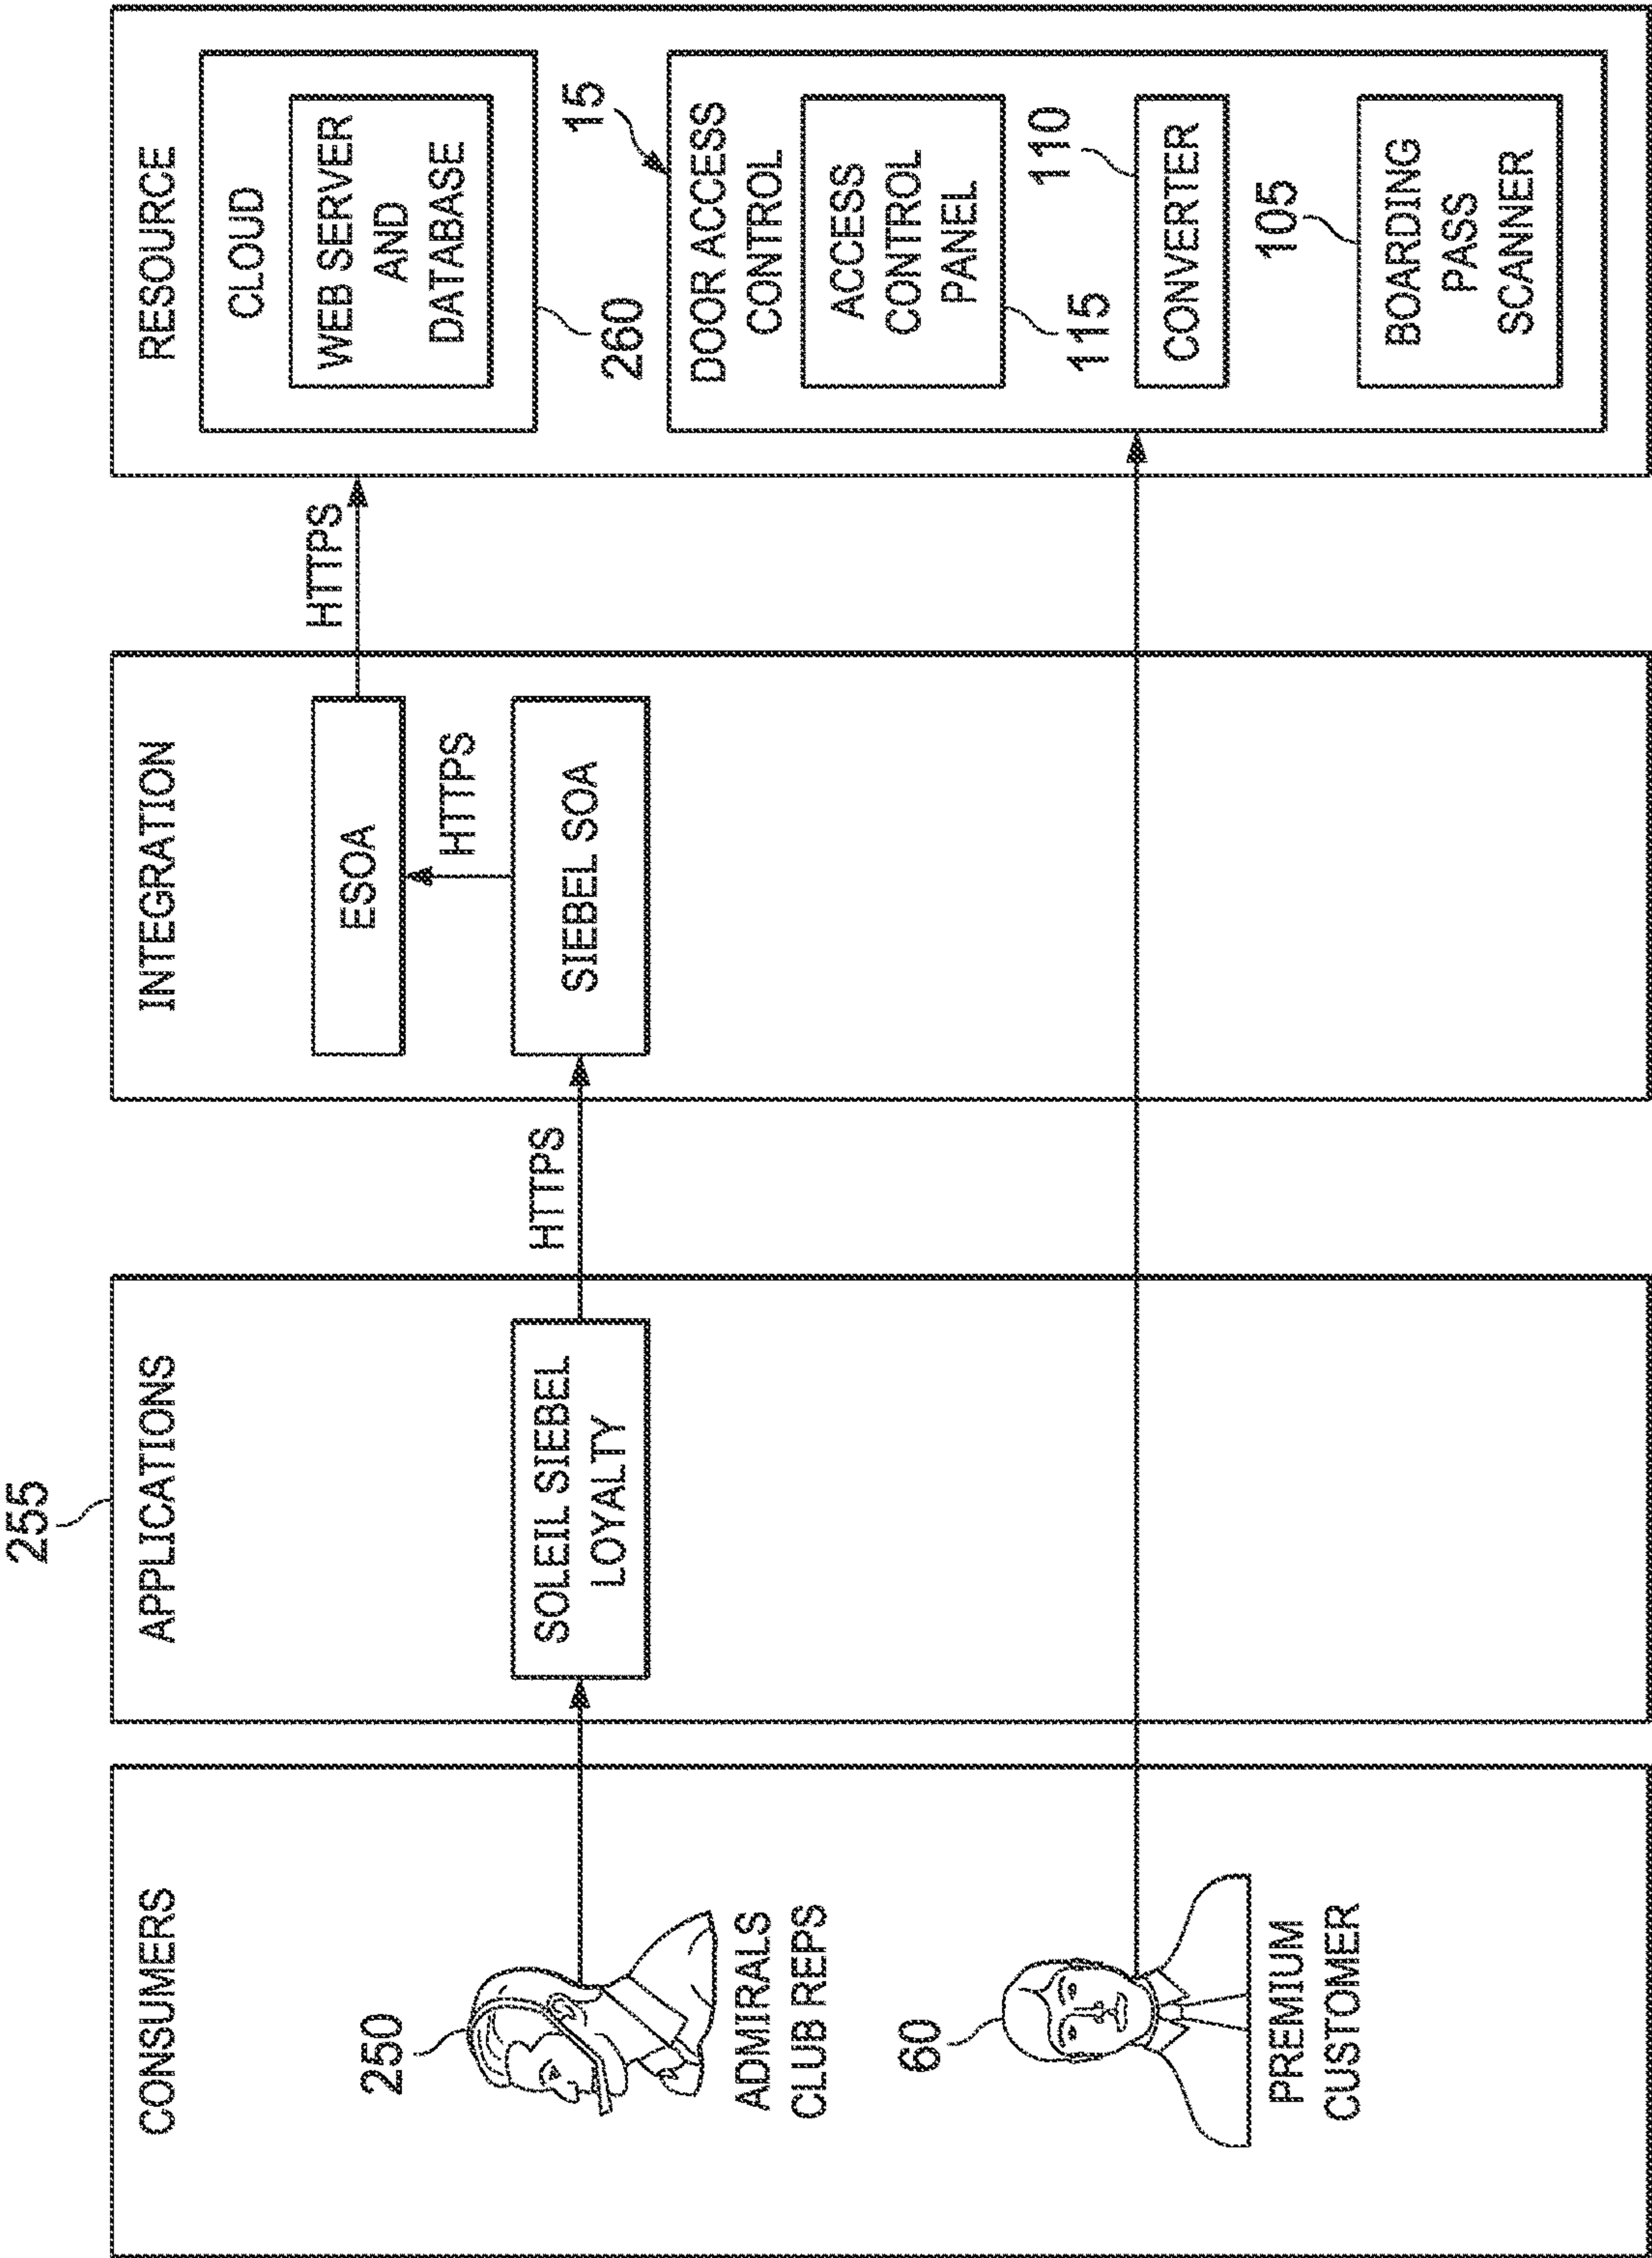 255
CONSUMERS
250
ADMIRALS
CLUB REPS
60
PREMIUM
CUSTOMER
APPLICATIONS
SOLEIL SIEBEL
LOYALTY
HTTPS
INTEGRATION
ESOA
HTTPS
SIEBEL SOA
HTTPS
RESOURCE
CLOUD
WEB SERVER
AND
DATABASE
260
15
DOOR ACCESS
CONTROL
ACCESS
CONTROL
PANEL
115
110
CONVERTER
105
BOARDING
PASS
SCANNER